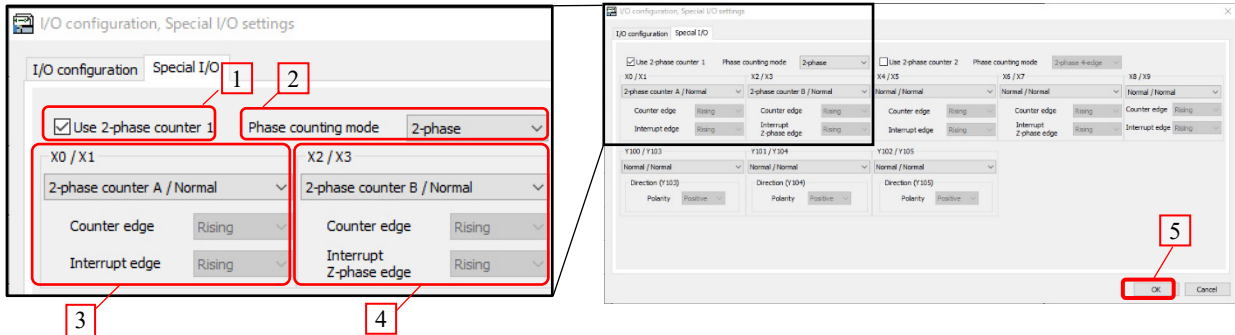 I/O configuration, Special I/O settings
I/O configuration Special I/O
1
2
Use 2-phase counter 1 Phase counting mode 2-phase
X0 / X1 X2 / X3
2-phase counter A / Normal 2-phase counter B / Normal
Counter edge Rising Counter edge Rising
Interrupt edge Rising Interrupt
Z-phase edge Rising
3
4
I/O configuration, Special I/O settings
I/O configuration Special I/O
Use 2-phase counter 1 Phase counting mode 2-phase Use 2-phase counter 2 Phase counting mode 2-phase 4-edge
X0 / X1 X2 / X3 X4 / X5 X6 / X7 X8 / X9
2-phase counter A / Normal 2-phase counter B / Normal Normal / Normal Normal / Normal Normal / Normal
Counter edge Rising Counter edge Rising Counter edge Rising Counter edge Rising Counter edge Rising
Interrupt edge Rising Interrupt
Z-phase edge Rising Interrupt edge Rising Interrupt
Z-phase edge Rising Interrupt edge Rising
Y100 / Y103 Y101 / Y104 Y102 / Y105
Normal / Normal Normal / Normal Normal / Normal
Direction (Y103) Direction (Y104) Direction (Y105)
Polarity Positive Polarity Positive Polarity Positive
5
OK Cancel